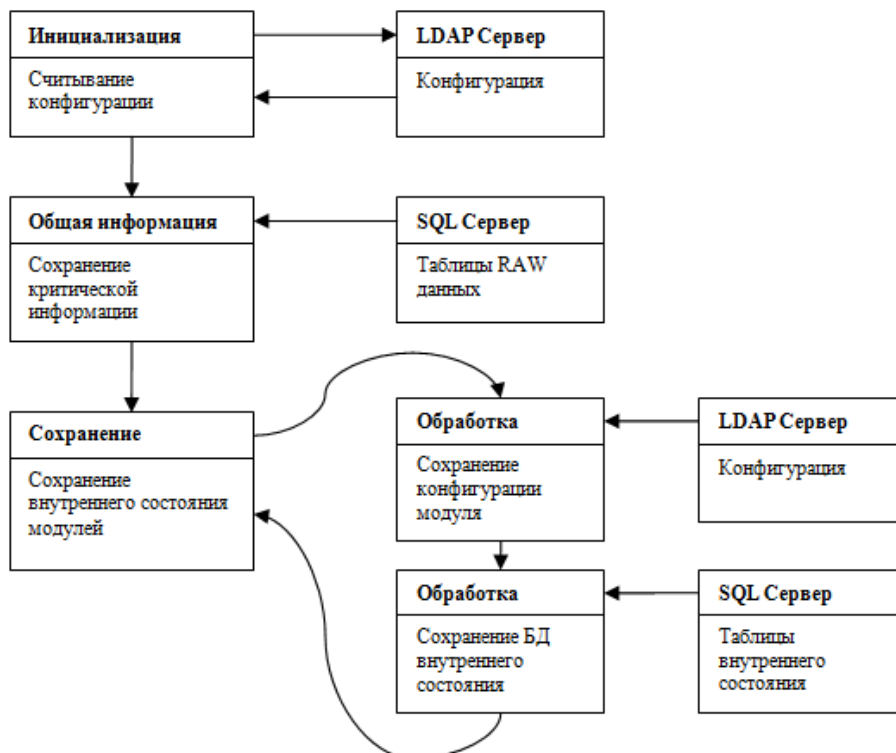 Инициализация
Считывание
конфигурации
LDAP Сервер
Конфигурация
Общая информация
Сохранение
критической
информации
SQL Сервер
Таблицы RAW
данных
Сохранение
Сохранение
внутреннего состояния
модулей
Обработка
Сохранение
конфигурации
модуля
LDAP Сервер
Конфигурация
Обработка
Сохранение БД
внутреннего
состояния
SQL Сервер
Таблицы
внутреннего
состояния